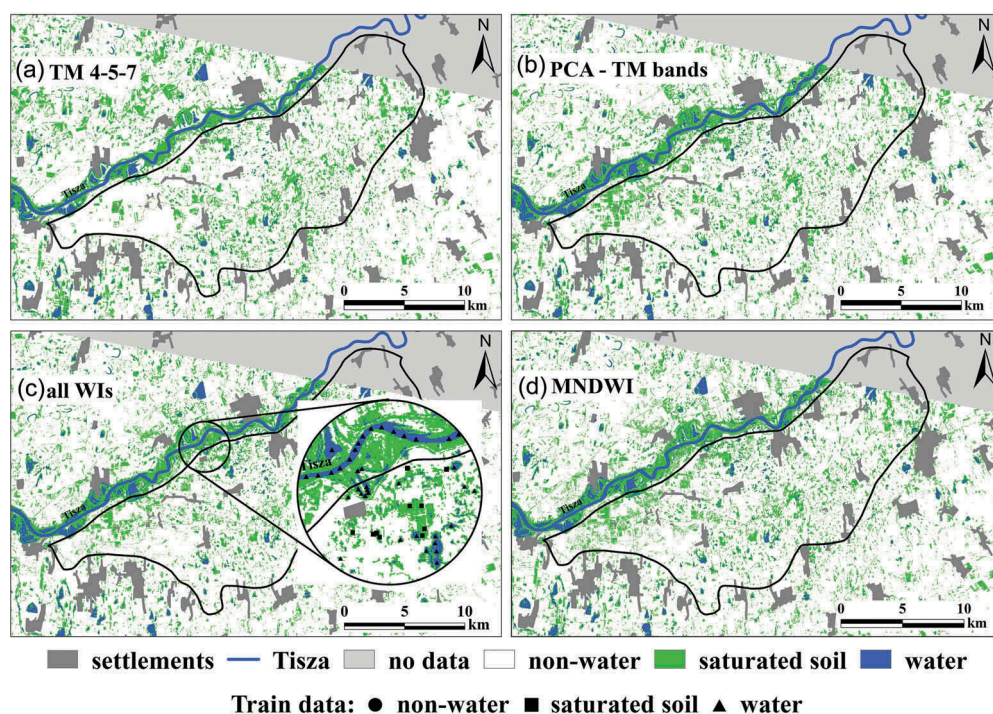 (a) TM 4-5-7
N
Tisza
0 5 10
km
(b) PCA - TM bands
N
Tisza
0 5 10
km
(c) all WIs
N
Tisza
Tisza
0 5 10
km
(d) MNDWI
N
Tisza
0 5 10
km
settlements Tisza no data non-water saturated soil water
Train data: non-water saturated soil water